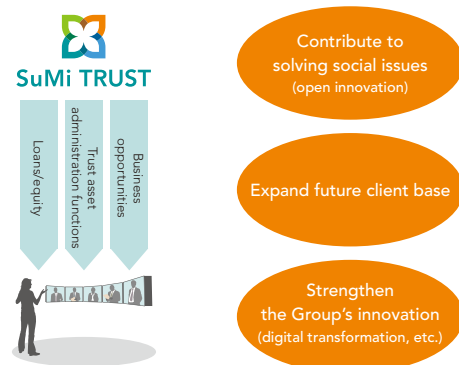 SuMi TRUST
Loans/equity
Trust asset
administration functions
Business
opportunities
Contribute to
solving social issues
(open innovation)
Expand future client base
Strengthen
the Group's innovation
(digital transformation, etc.)